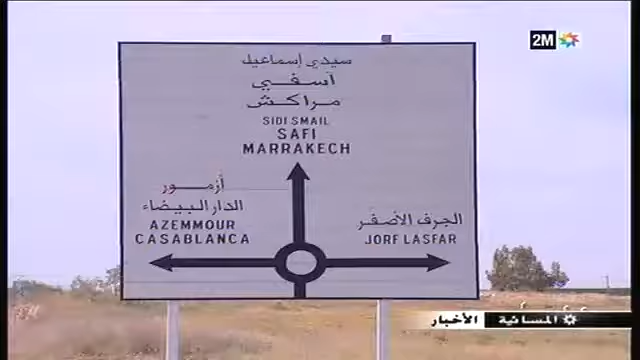 2M
سيدي إسماعيل
آسفي
مراكش
SIDI SMAIL
SAFI
MARRAKECH
أزمور
الدار البيضاء
AZEMMOUR
CASABLANCA
الجرف الأصفر
JORF LASFAR
المسائية الأخبار